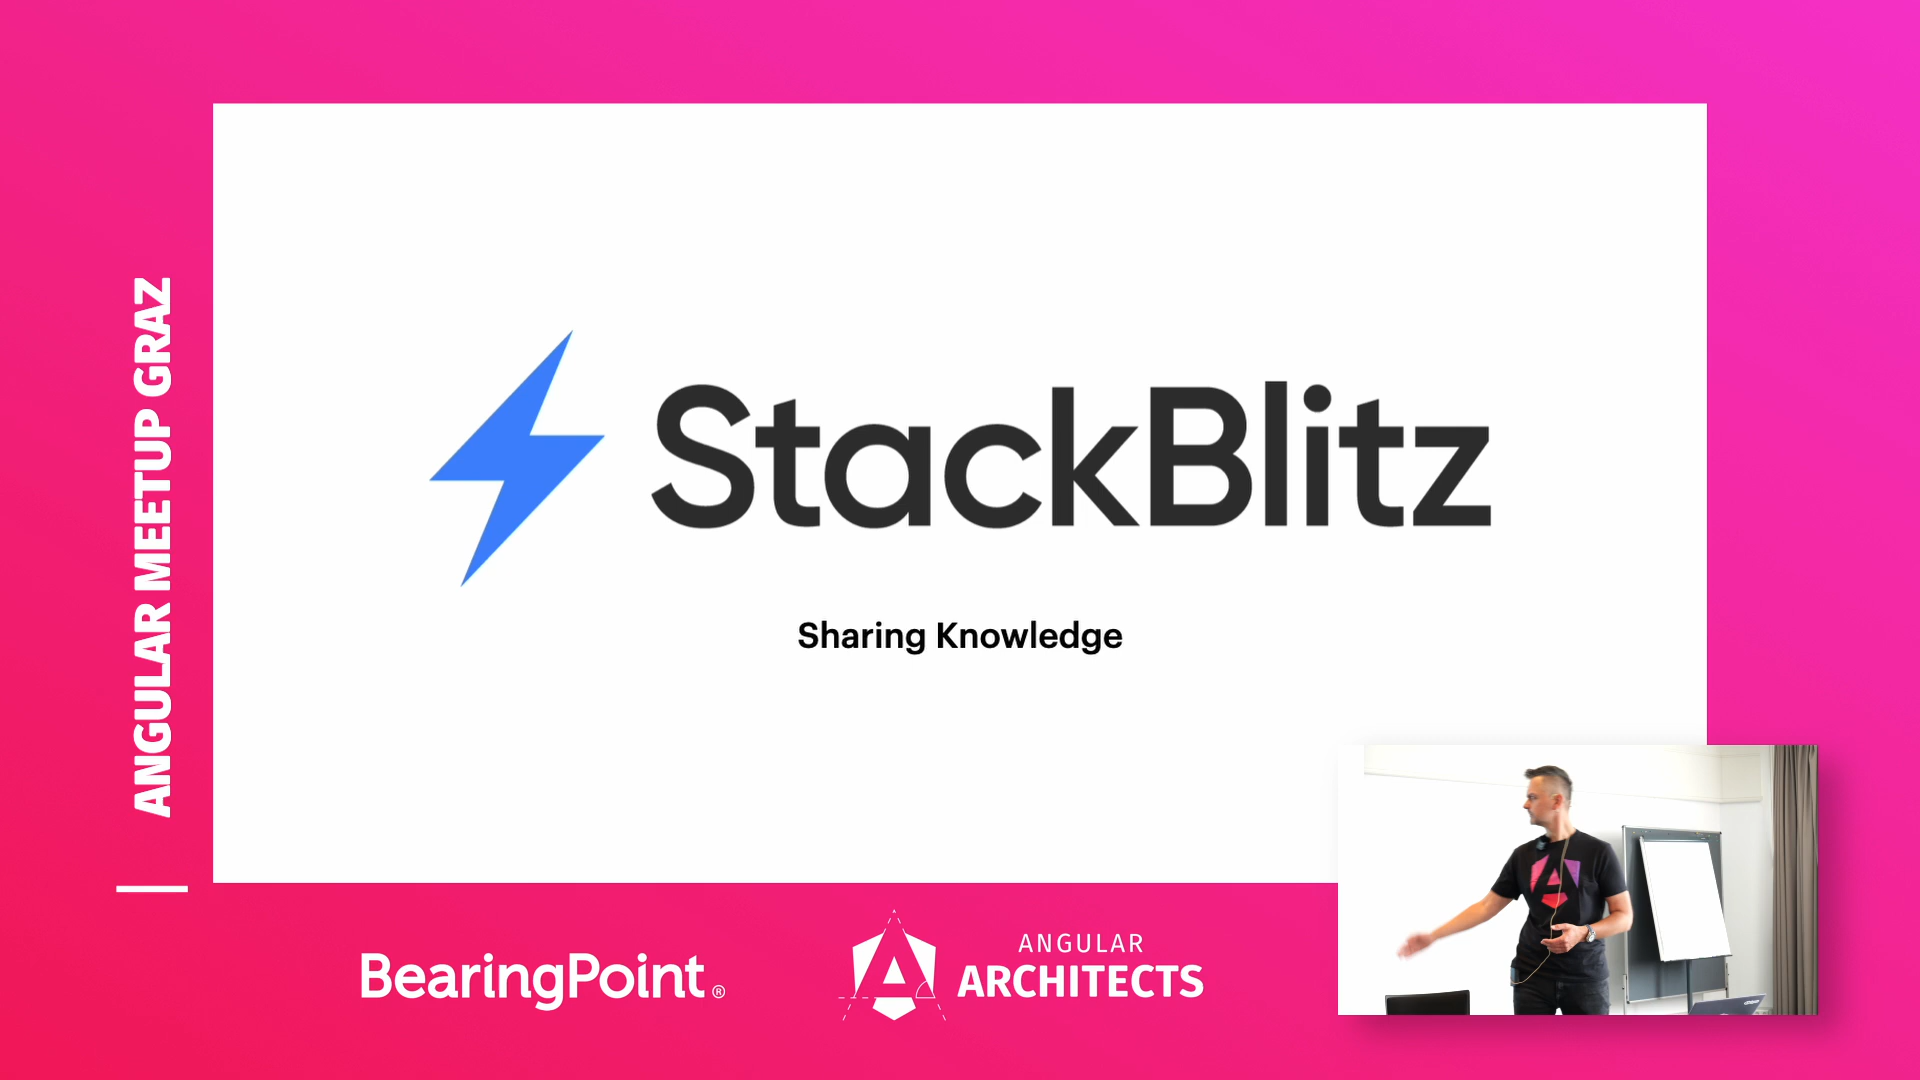 ANGULAR MEETUP GRAZ
StackBlitz
Sharing Knowledge
BearingPoint®
ANGULAR
ARCHITECTS